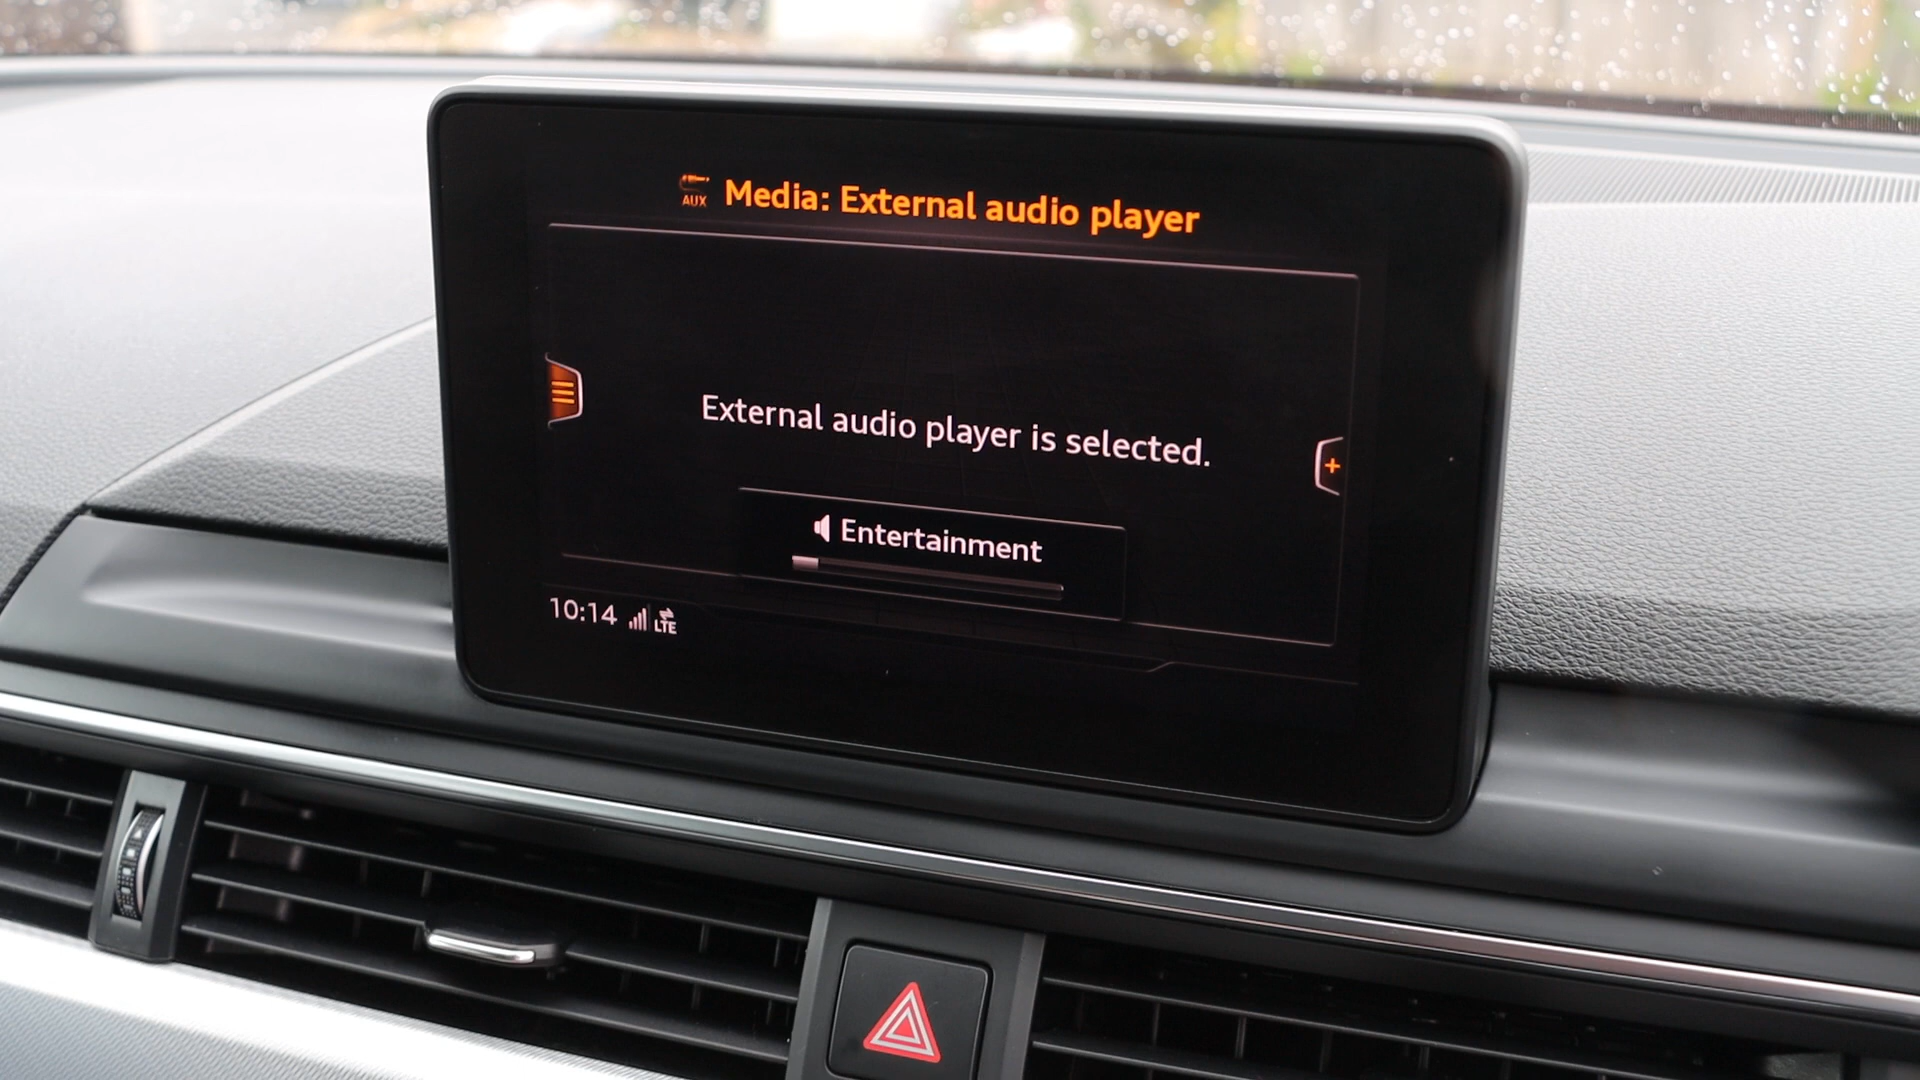 AUX
Media: External audio player
External audio player is selected.
Entertainment
10:14
LTE